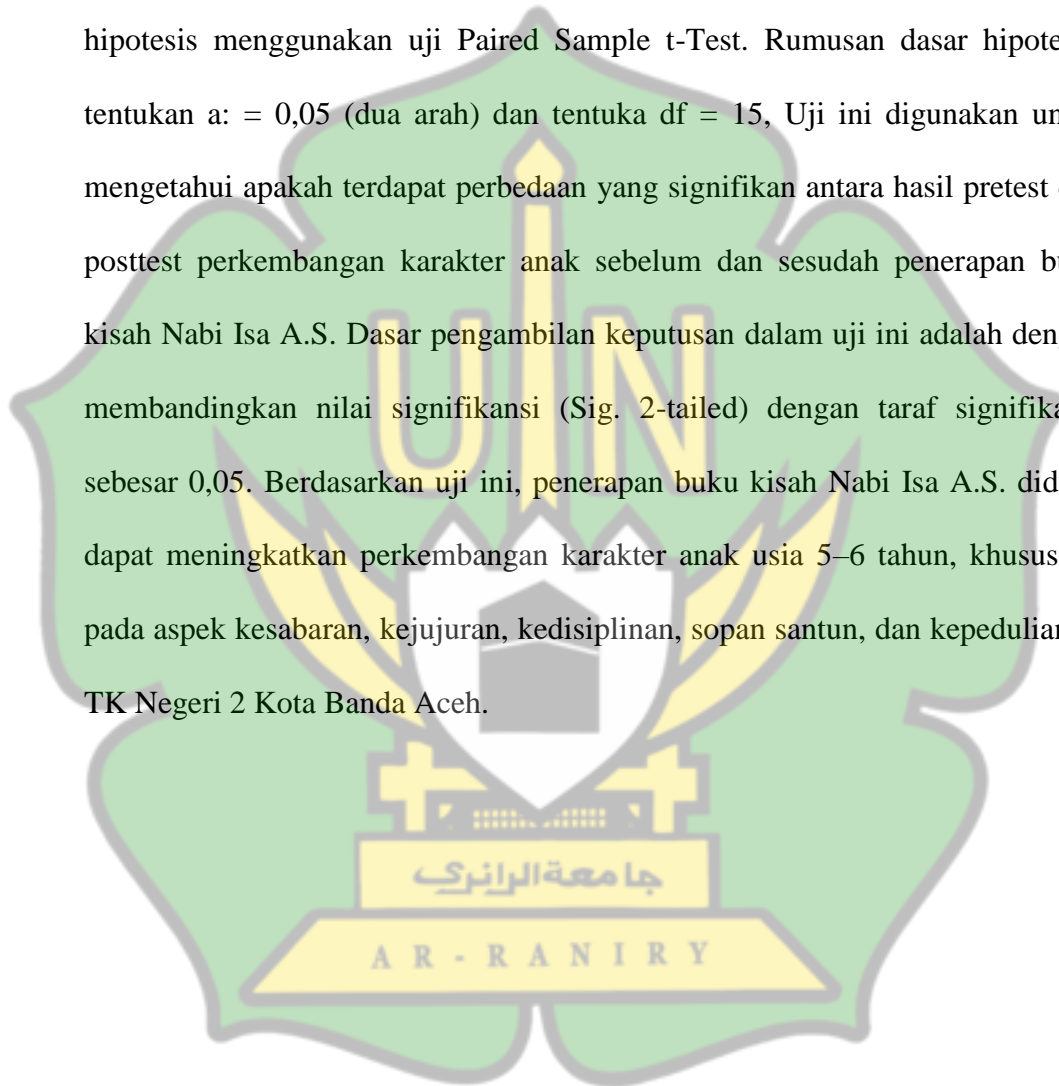 hipotesis menggunakan uji Paired Sample t-Test. Rumusan dasar hipote
tentukan a: = 0,05 (dua arah) dan tentuka df = 15, Uji ini digunakan un
mengetahui apakah terdapat perbedaan yang signifikan antara hasil pretest
posttest perkembangan karakter anak sebelum dan sesudah penerapan bu
kisah Nabi Isa A.S. Dasar pengambilan keputusan dalam uji ini adalah deng
membandingkan nilai signifikansi (Sig. 2-tailed) dengan taraf signifika
sebesar 0,05. Berdasarkan uji ini, penerapan buku kisah Nabi Isa A.S. did
dapat meningkatkan perkembangan karakter anak usia 5–6 tahun, khusus
pada aspek kesabaran, kejujuran, kedisiplinan, sopan santun, dan kepedulian
TK Negeri 2 Kota Banda Aceh.
UIN
جامعة الرانري
AR-RANIRY